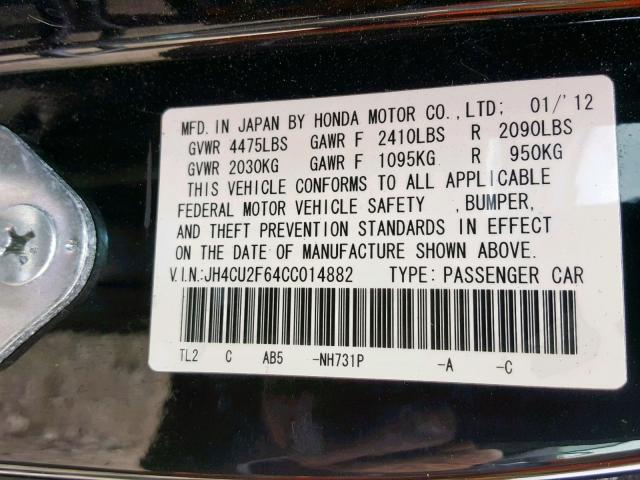 MFD. IN JAPAN BY HONDA MOTOR CO.,LTD; 01/'12
GVWR 4475LBS GAWR F 2410LBS R 2090LBS
GVWR 2030KG GAWR F 1095KG R 950KG
THIS VEHICLE CONFORMS TO ALL APPLICABLE
FEDERAL MOTOR VEHICLE SAFETY ,BUMPER,
AND THEFT PREVENTION STANDARDS IN EFFECT
ON THE DATE OF MANUFACTURE SHOWN ABOVE.
V.I.N.:JH4CU2F64CC014882 TYPE: PASSENGER CAR
TL2 C AB5 -NH731P -A -C